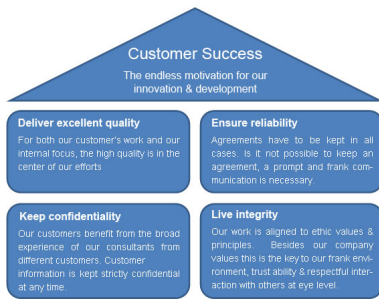 Customer Success
The endless motivation for our
innovation & development
Deliver excellent quality
For both our customer's work and our
internal focus, the high quality is in the
center of our efforts
Ensure reliability
Agreements have to be kept in all
cases. Is it not possible to keep an
agreement, a prompt and frank com-
munication is necessary.
Keep confidentiality
Our customers benefit from the broad
experience of our consultants from
different customers. Customer
information is kept strictly confidential
at any time.
Live integrity
Our work is aligned to ethic values &
principles. Besides our company
values this is the key to our frank envi-
ronment, trust ability & respectful inter-
action with others at eye level.